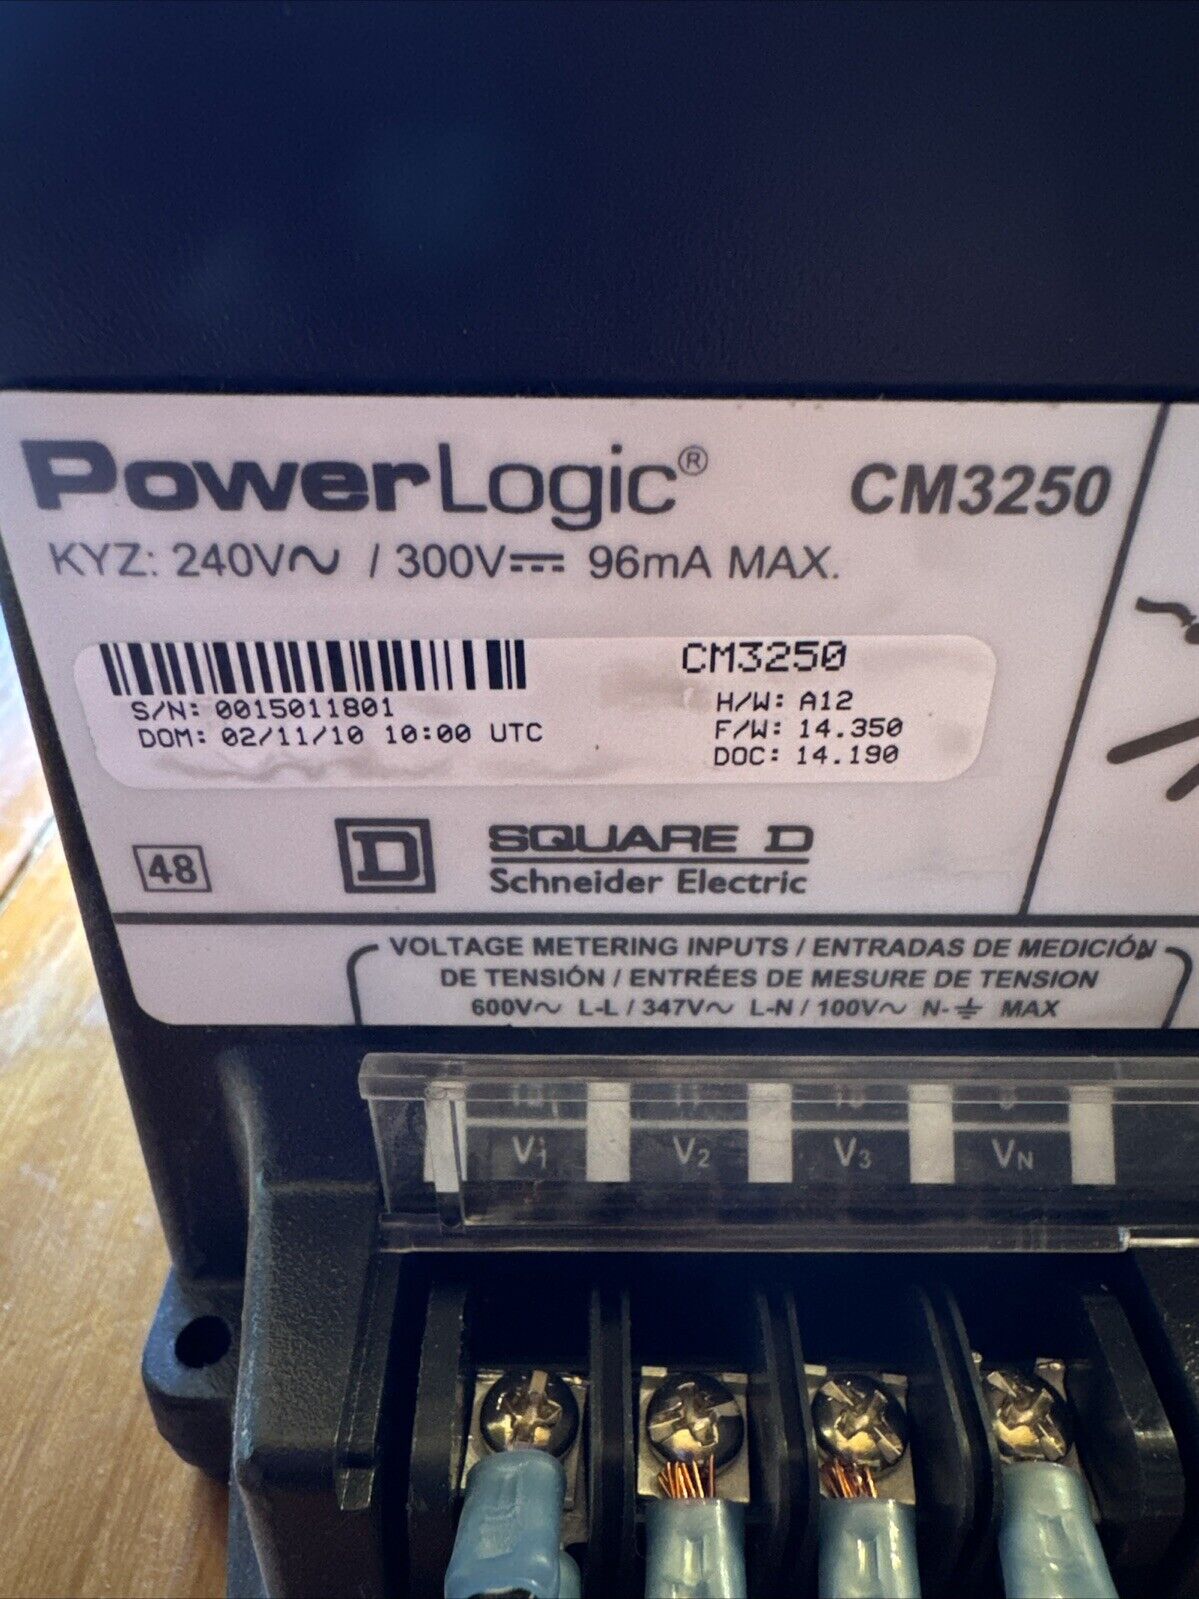 PowerLogic® CM3250
KYZ: 240V∿ / 300V⎓ 96mA MAX.
CM3250
S/N: 0015011801
DOM: 02/11/10 10:00 UTC
H/W: A12
F/W: 14.350
DOC: 14.190
48
D
SQUARE D
Schneider Electric
VOLTAGE METERING INPUTS / ENTRADAS DE MEDICIÓN
DE TENSIÓN / ENTRÉES DE MESURE DE TENSION
600V∿ L-L / 347V∿ L-N / 100V∿ N-⏚ MAX
V1 V2 V3 VN